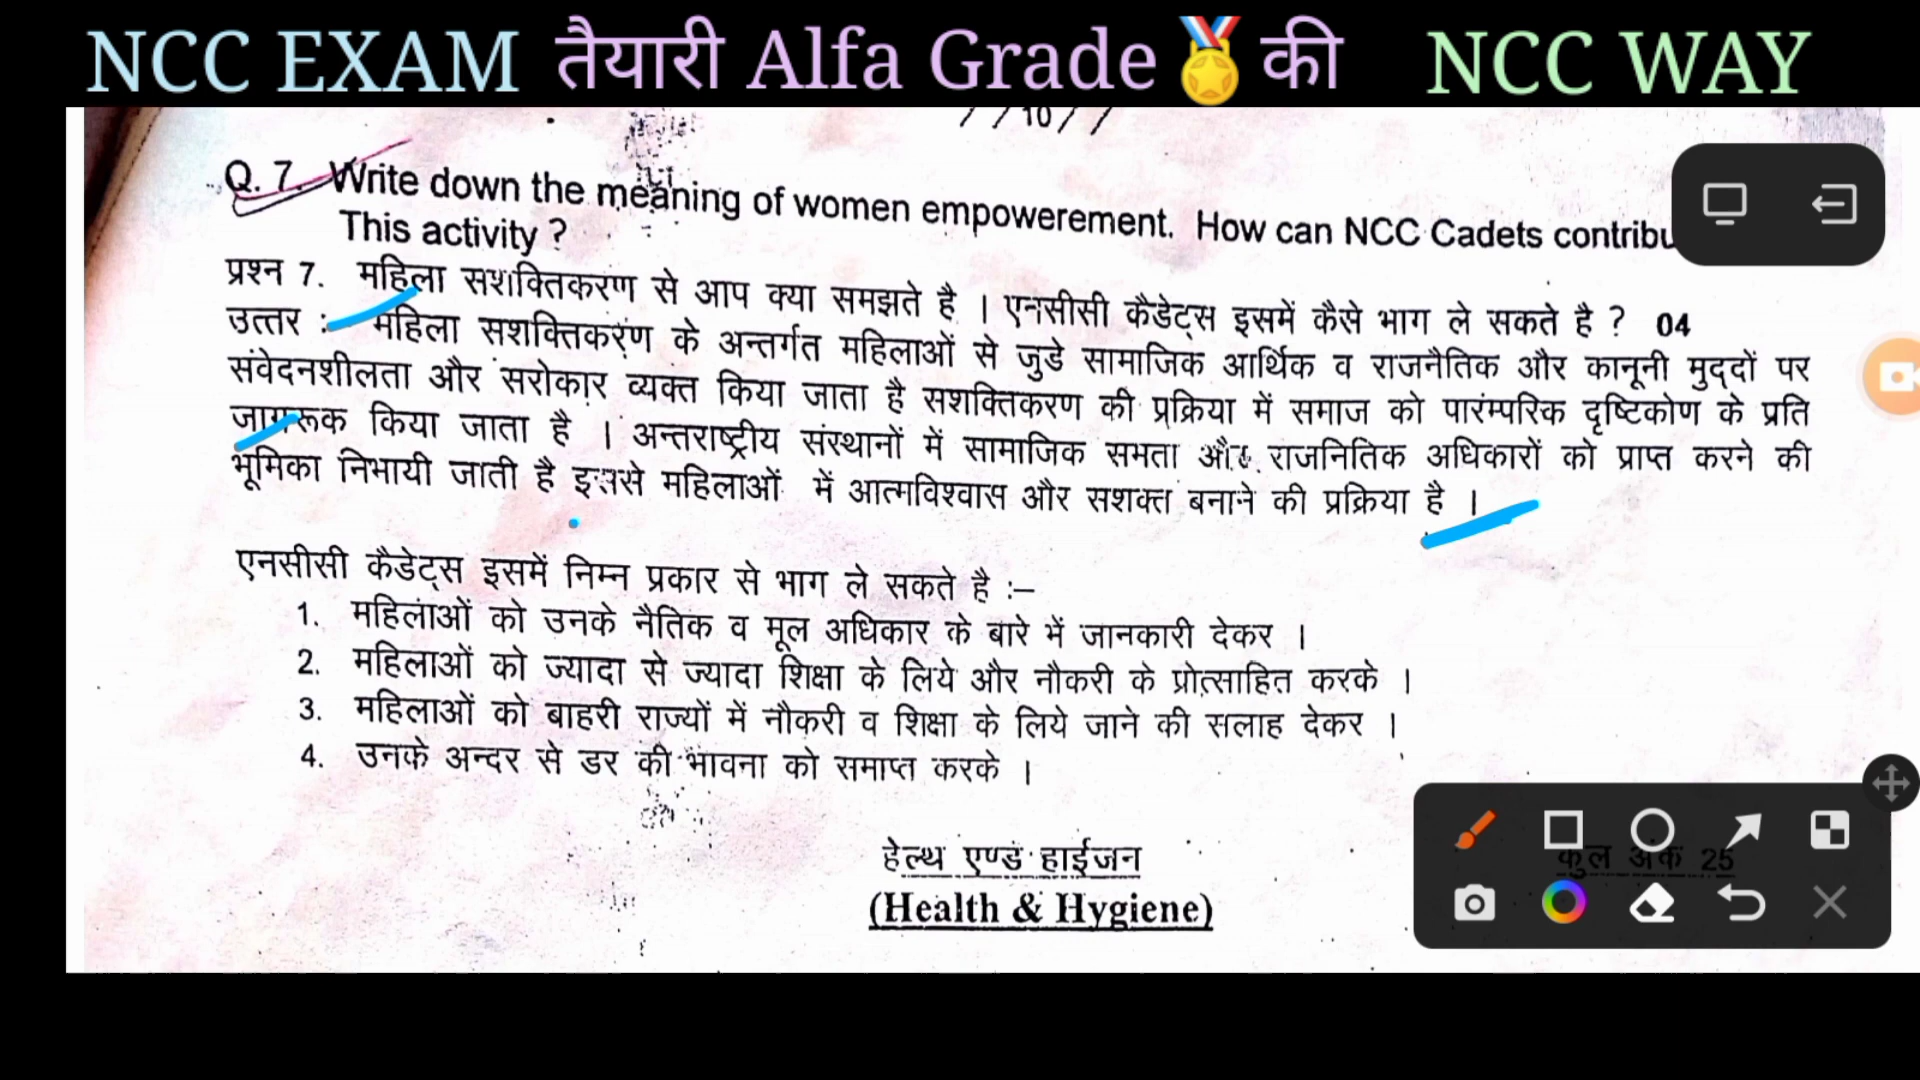 NCC EXAM तैयारी Alfa Grade🏅की NCC WAY
/ / 10 / /
Q. 7. Write down the meaning of women empowerement. How can NCC Cadets contribu
This activity ?
प्रश्न 7. महिला सशक्तिकरण से आप क्या समझते है । एनसीसी कैडेट्स इसमें कैसे भाग ले सकते है ? 04
उत्तर :- महिला सशक्तिकरण के अन्तर्गत महिलाओं से जुडे सामाजिक आर्थिक व राजनैतिक और कानूनी मुद्दों पर
संवेदनशीलता और सरोकार व्यक्त किया जाता है सशक्तिकरण की प्रक्रिया में समाज को पारंम्परिक दृष्टिकोण के प्रति
जागरूक किया जाता है । अन्तराष्ट्रीय संस्थानों में सामाजिक समता और राजनितिक अधिकारों को प्राप्त करने की
भूमिका निभायी जाती है इससे महिलाओं में आत्मविश्वास और सशक्त बनाने की प्रक्रिया है ।
एनसीसी कैडेट्स इसमें निम्न प्रकार से भाग ले सकते है :–
1. महिलाओं को उनके नैतिक व मूल अधिकार के बारे में जानकारी देकर ।
2. महिलाओं को ज्यादा से ज्यादा शिक्षा के लिये और नौकरी के प्रोत्साहित करके ।
3. महिलाओं को बाहरी राज्यों में नौकरी व शिक्षा के लिये जाने की सलाह देकर ।
4. उनके अन्दर से डर की भावना को समाप्त करके ।
हेल्थ एण्ड हाईजन कुल अंक 25
(Health & Hygiene)